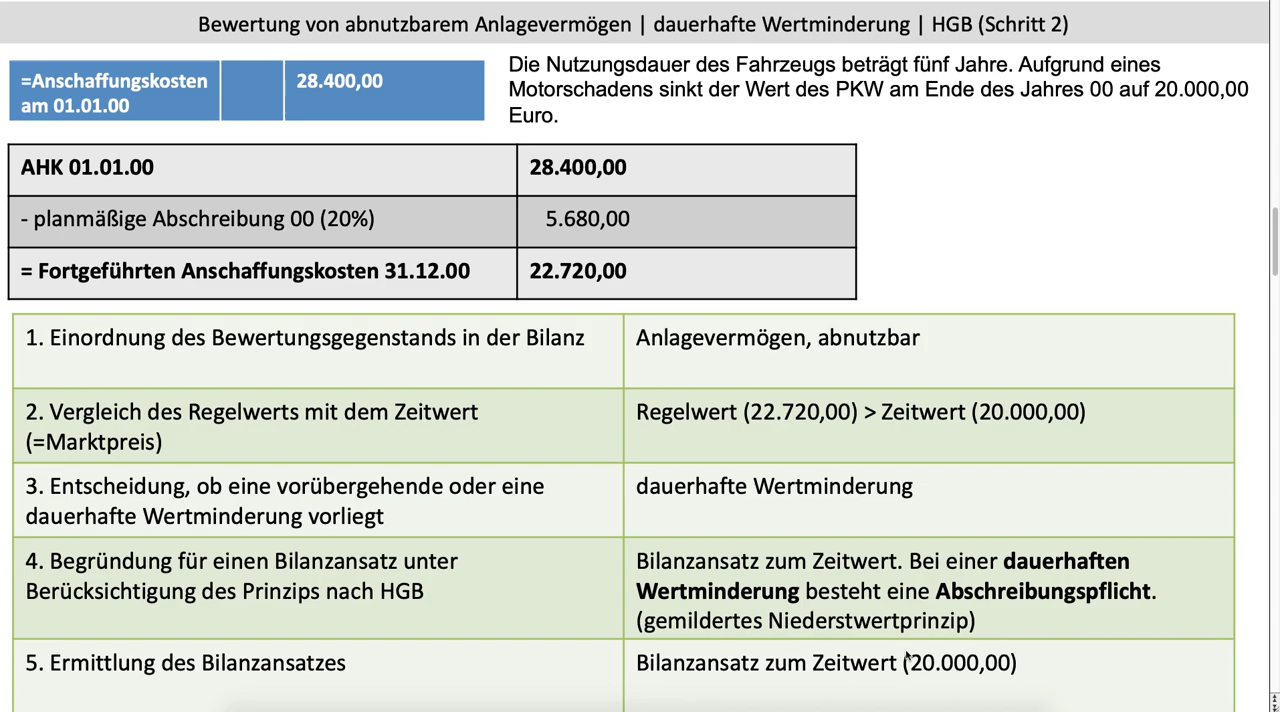 Bewertung von abnutzbarem Anlagevermögen | dauerhafte Wertminderung | HGB (Schritt 2)
=Anschaffungskosten am 01.01.00 28.400,00
Die Nutzungsdauer des Fahrzeugs beträgt fünf Jahre. Aufgrund eines
Motorschadens sinkt der Wert des PKW am Ende des Jahres 00 auf 20.000,00
Euro.
AHK 01.01.00 28.400,00
- planmäßige Abschreibung 00 (20%) 5.680,00
= Fortgeführten Anschaffungskosten 31.12.00 22.720,00
1. Einordnung des Bewertungsgegenstands in der Bilanz
Anlagevermögen, abnutzbar
2. Vergleich des Regelwerts mit dem Zeitwert
(=Marktpreis)
Regelwert (22.720,00) > Zeitwert (20.000,00)
3. Entscheidung, ob eine vorübergehende oder eine
dauerhafte Wertminderung vorliegt
dauerhafte Wertminderung
4. Begründung für einen Bilanzansatz unter
Berücksichtigung des Prinzips nach HGB
Bilanzansatz zum Zeitwert. Bei einer dauerhaften
Wertminderung besteht eine Abschreibungspflicht.
(gemildertes Niederstwertprinzip)
5. Ermittlung des Bilanzansatzes
Bilanzansatz zum Zeitwert (20.000,00)